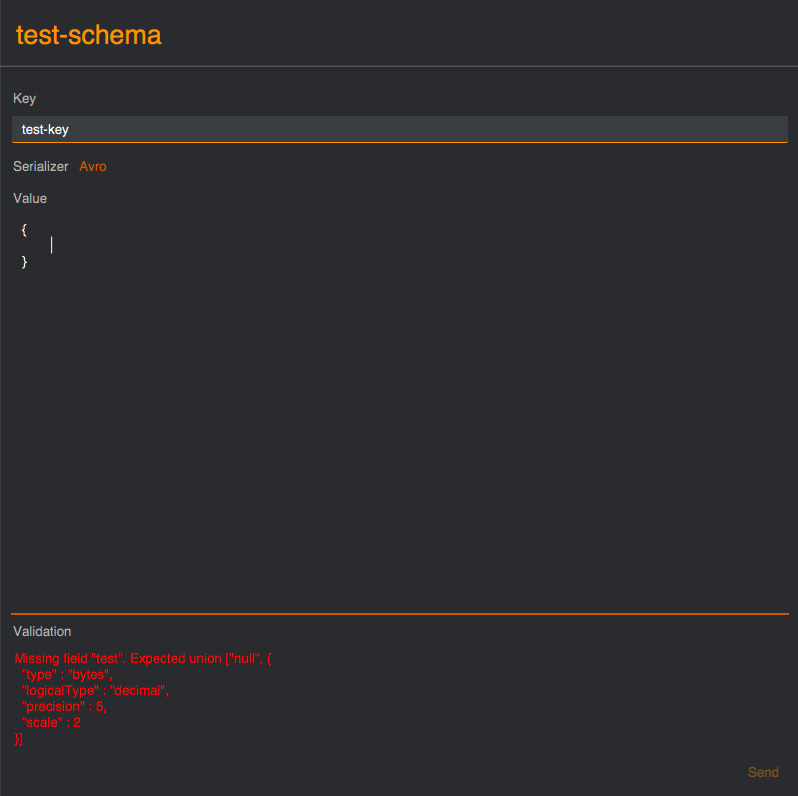 test-schema
Key
test-key
Serializer Avro
Value
{
}
Validation
Missing field "test". Expected union ["null", {
"type" : "bytes",
"logicalType" : "decimal",
"precision" : 5,
"scale" : 2
}]
Send